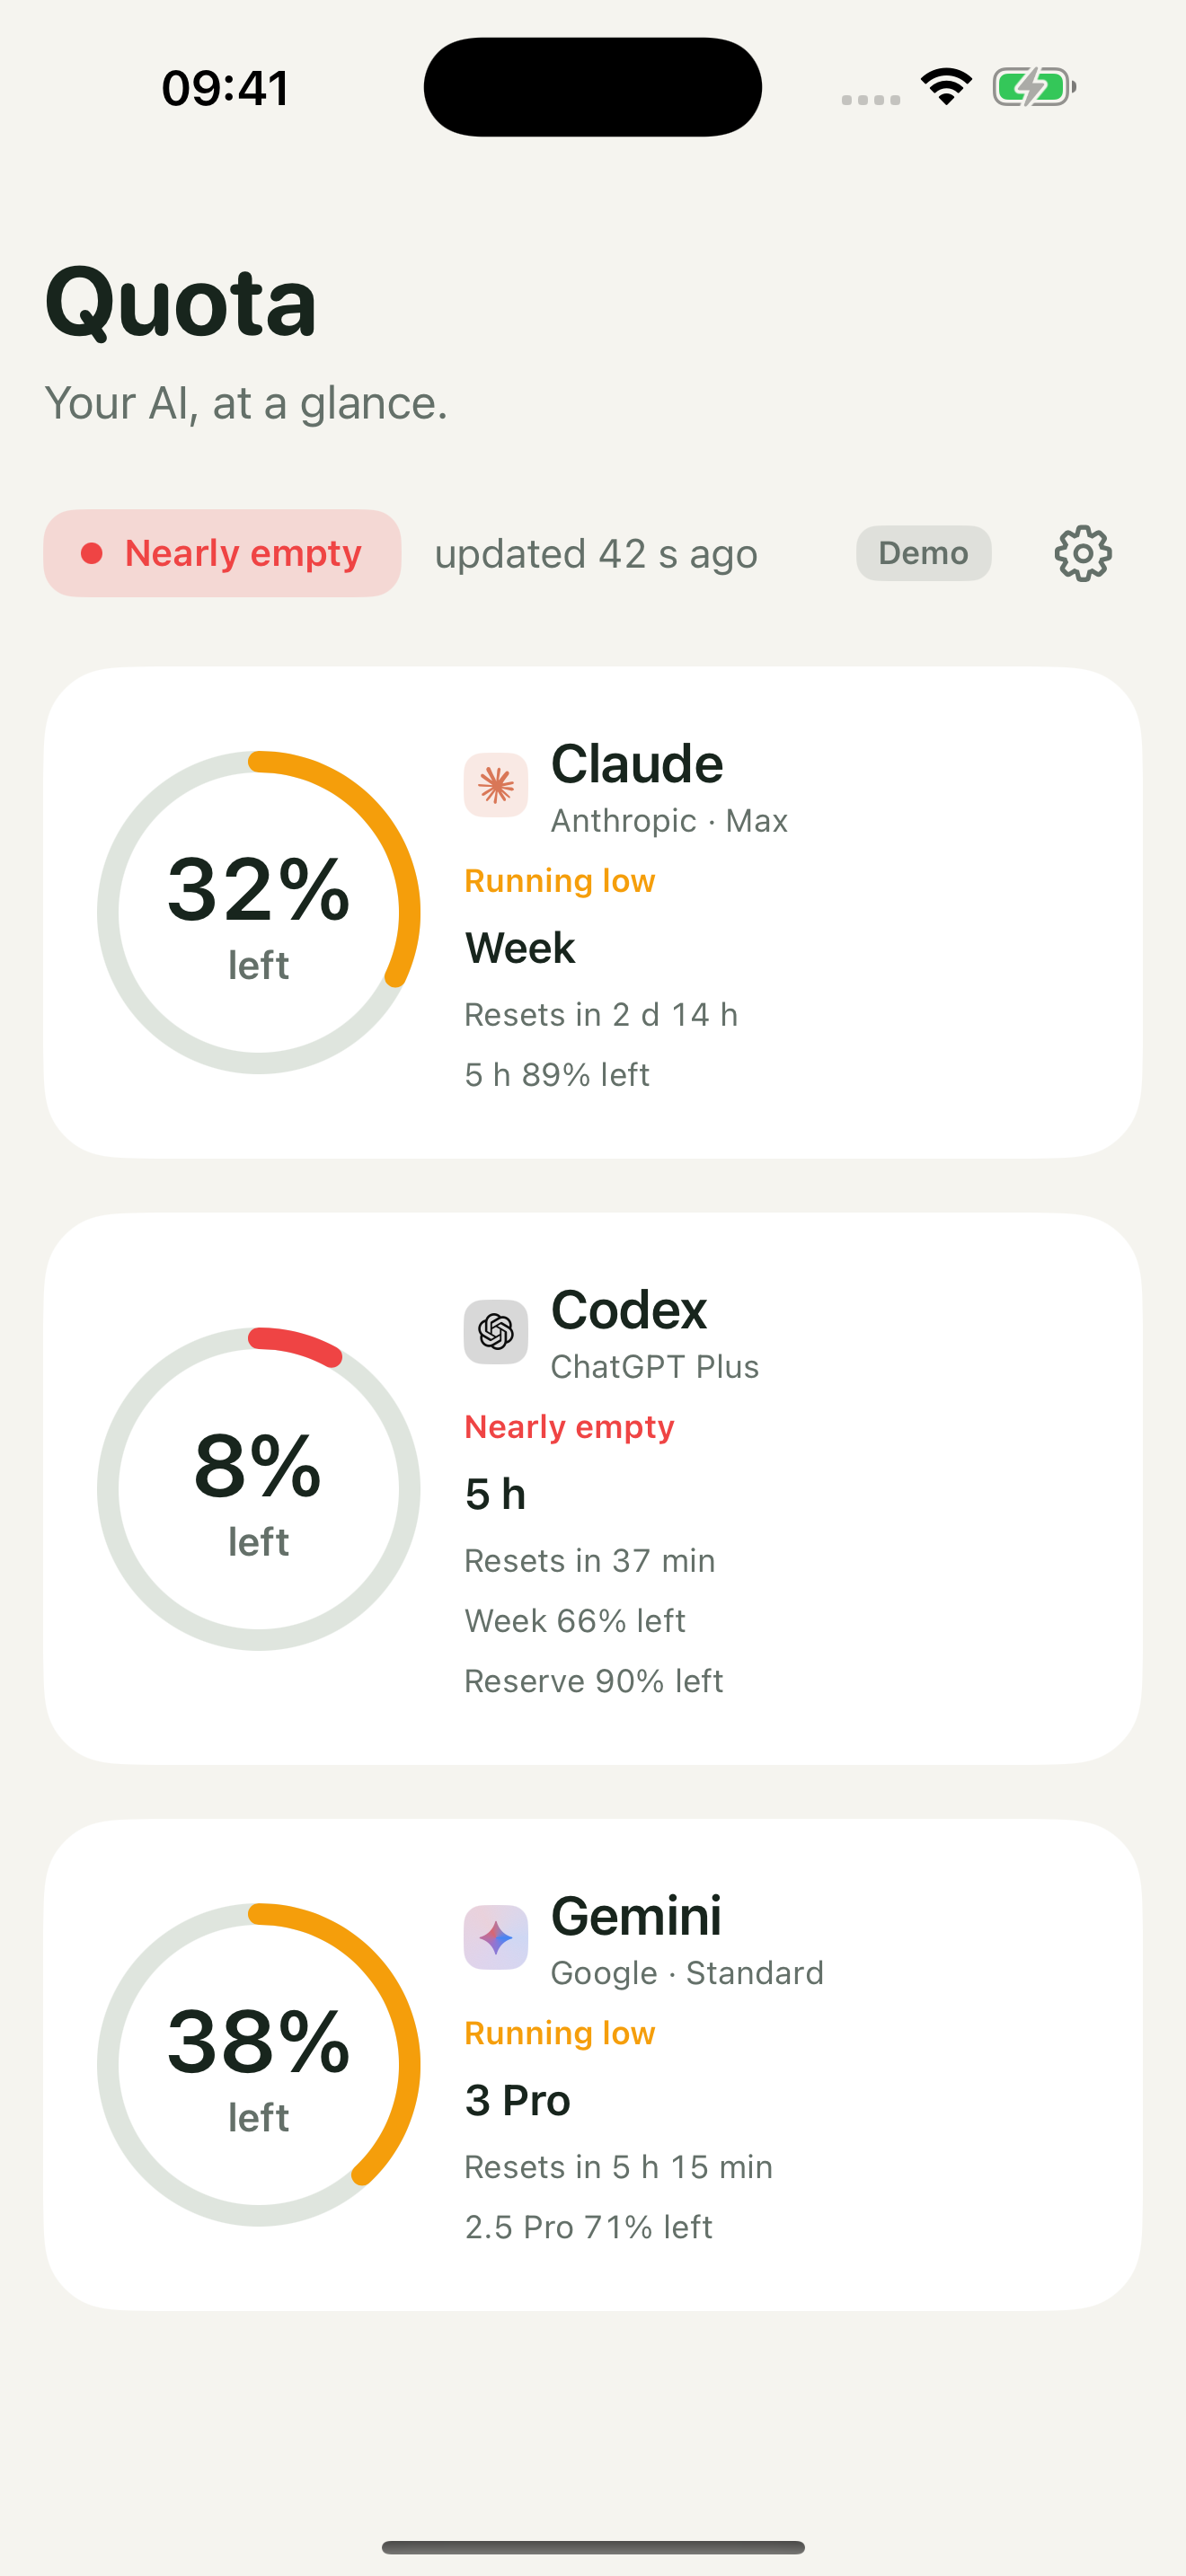 09:41
Quota
Your AI, at a glance.
Nearly empty updated 42 s ago Demo
Claude
Anthropic · Max
32%
left
Running low
Week
Resets in 2 d 14 h
5 h 89% left
Codex
ChatGPT Plus
8%
left
Nearly empty
5 h
Resets in 37 min
Week 66% left
Reserve 90% left
Gemini
Google · Standard
38%
left
Running low
3 Pro
Resets in 5 h 15 min
2.5 Pro 71% left